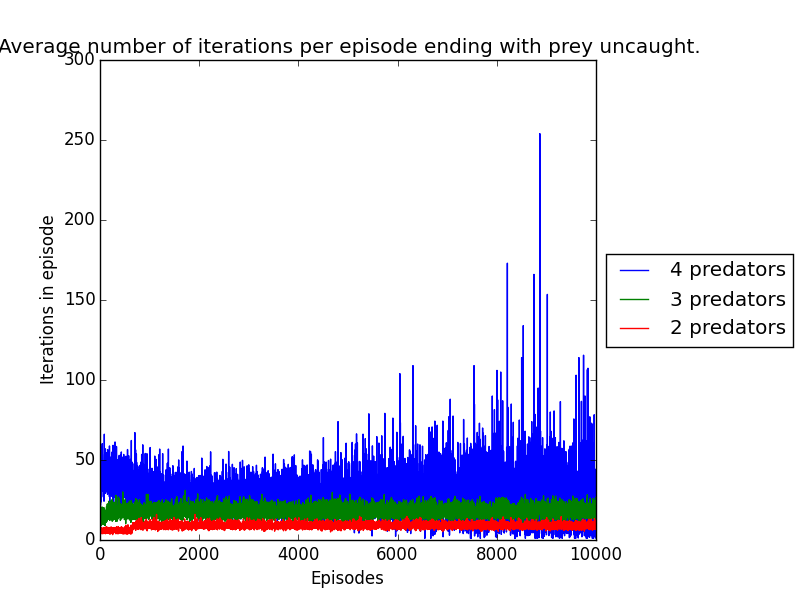 Average number of iterations per episode ending with prey uncaught.
300
250
200
150
100
50
0
Iterations in episode
0 2000 4000 6000 8000 10000
Episodes
4 predators
3 predators
2 predators